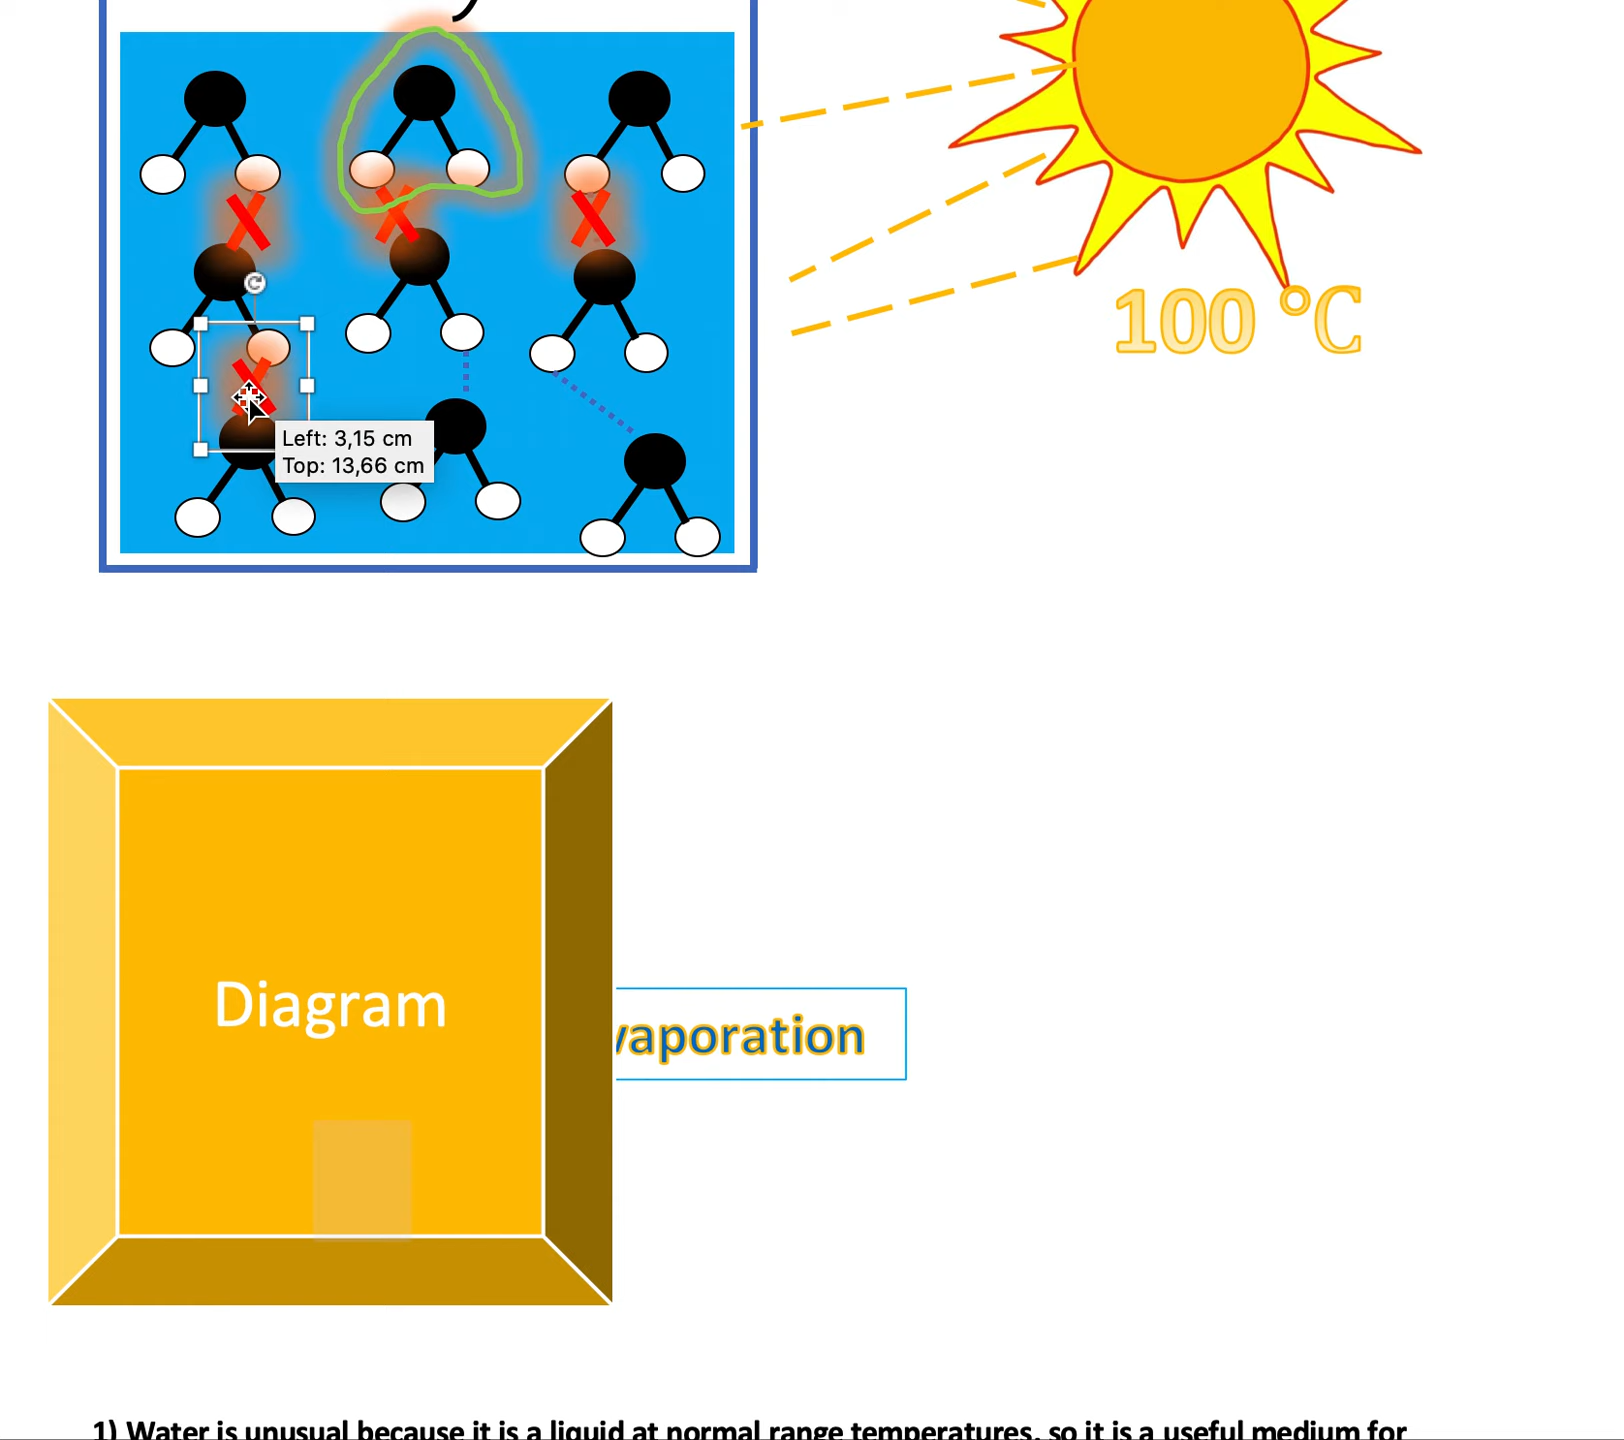 100 °C
Left: 3,15 cm
Top: 13,66 cm
Diagram
vaporation
1) Water is unusual because it is a liquid at normal range temperatures, so it is a useful medium for